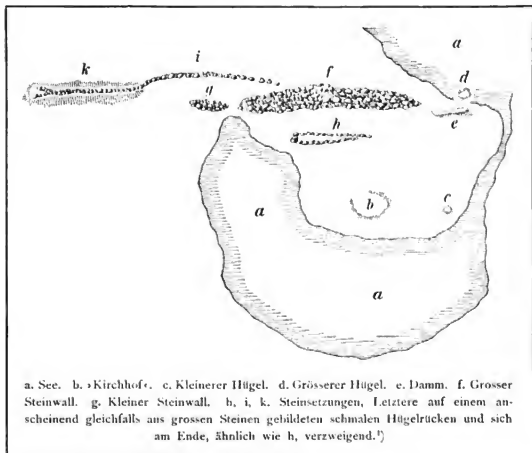 a
i
k
f
d
g
e
h
a
b
c
a
a. See. b. ›Kirchhof‹. c. Kleinerer Hügel. d. Grösserer Hügel. e. Damm. f. Grosser
Steinwall. g. Kleiner Steinwall. h, i, k. Steinsetzungen, Letztere auf einem an-
scheinend gleichfalls aus grossen Steinen gebildeten schmalen Hügelrücken und sich
am Ende, ähnlich wie h, verzweigend.¹)